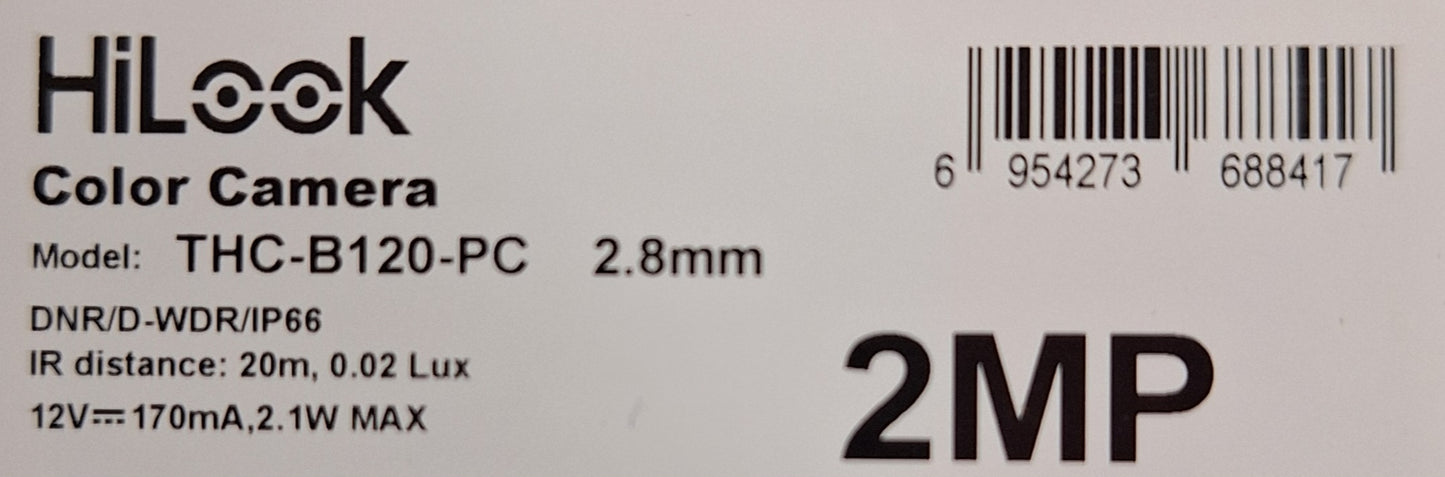 HiLook
Color Camera
Model: THC-B120-PC 2.8mm
DNR/D-WDR/IP66
IR distance: 20m, 0.02 Lux
12V⎓170mA,2.1W MAX
6 954273 688417
2MP